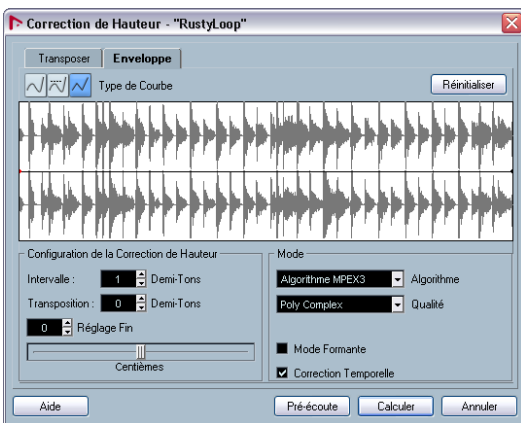 Correction de Hauteur - "RustyLoop"
Transposer Enveloppe
Type de Courbe Réinitialiser
Configuration de la Correction de Hauteur
Intervalle : 1 Demi-Tons
Transposition : 0 Demi-Tons
0 Réglage Fin
Centièmes
Mode
Algorithme MPEX3 Algorithme
Poly Complex Qualité
Mode Formante
Correction Temporelle
Aide Pré-écoute Calculer Annuler